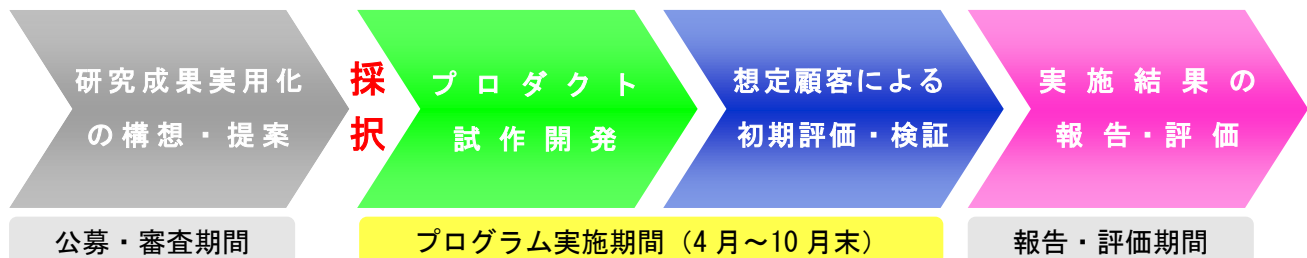 研究成果実用化
の構想・提案
採
択
プロダクト
試作開発
想定顧客による
初期評価・検証
実施結果の
報告・評価
公募・審査期間
プログラム実施期間（4月～10月末）
報告・評価期間